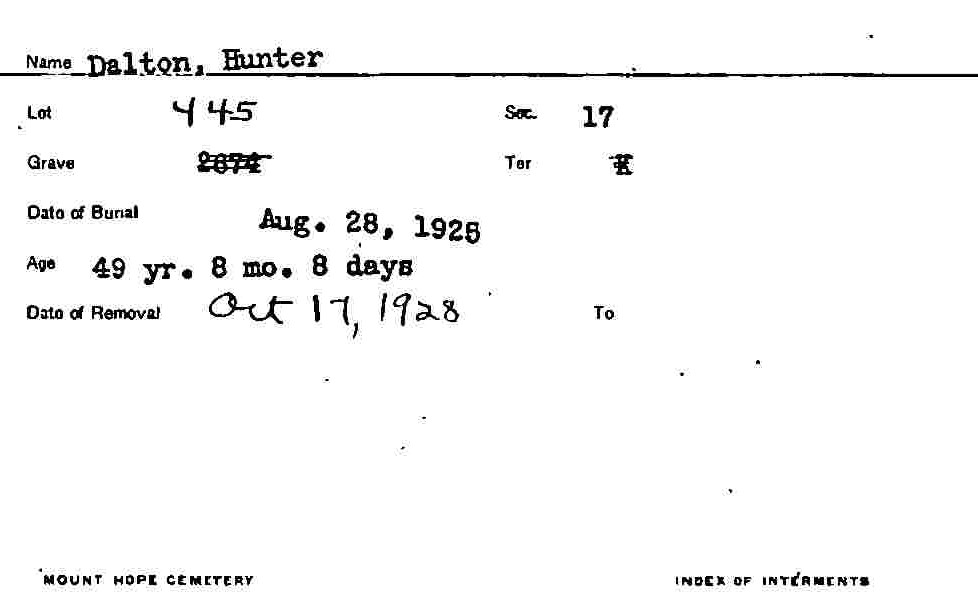 Name Dalton, Hunter
Lot 445 Sec. 17
Grave 2674 Ter
Date of Burial Aug. 28, 1928
Age 49 yr. 8 mo. 8 days
Date of Removal Oct 17, 1928 To
MOUNT HOPE CEMETERY INDEX OF INTERMENTS